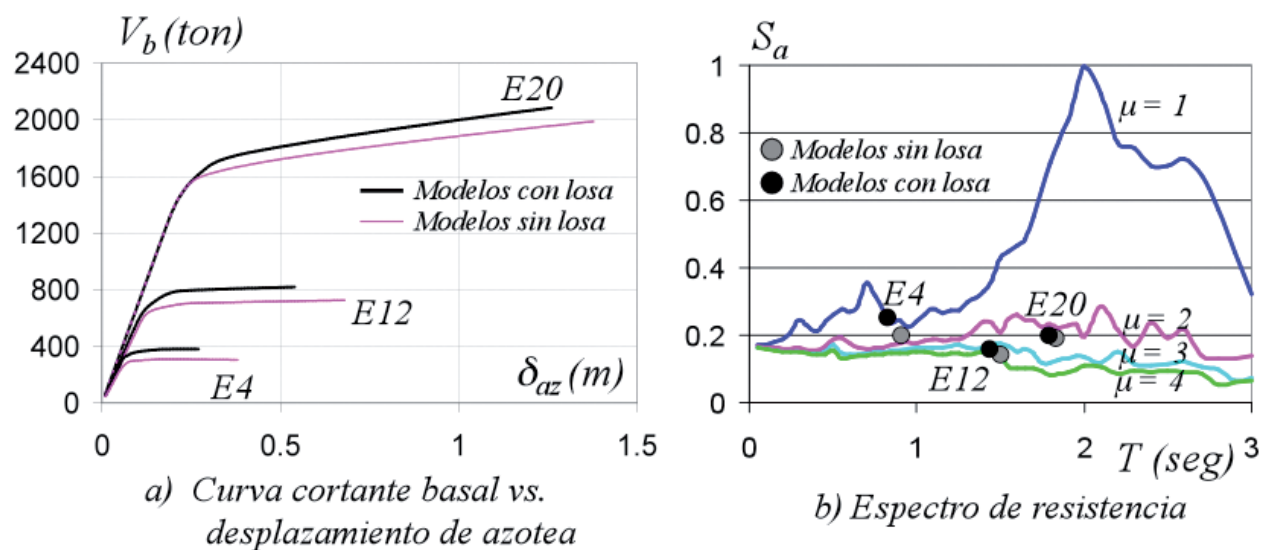 V_b (ton)
2400
2000
1600
1200
800
400
0
0
0.5
1
1.5
E20
Modelos con losa
Modelos sin losa
E12
E4
δ_az (m)
a) Curva cortante basal vs.
desplazamiento de azotea
S_a
1
0.8
0.6
0.4
0.2
0
0
1
2
3
T (seg)
μ = 1
Modelos sin losa
Modelos con losa
E4
E20
μ = 2
μ = 3
E12
μ = 4
b) Espectro de resistencia